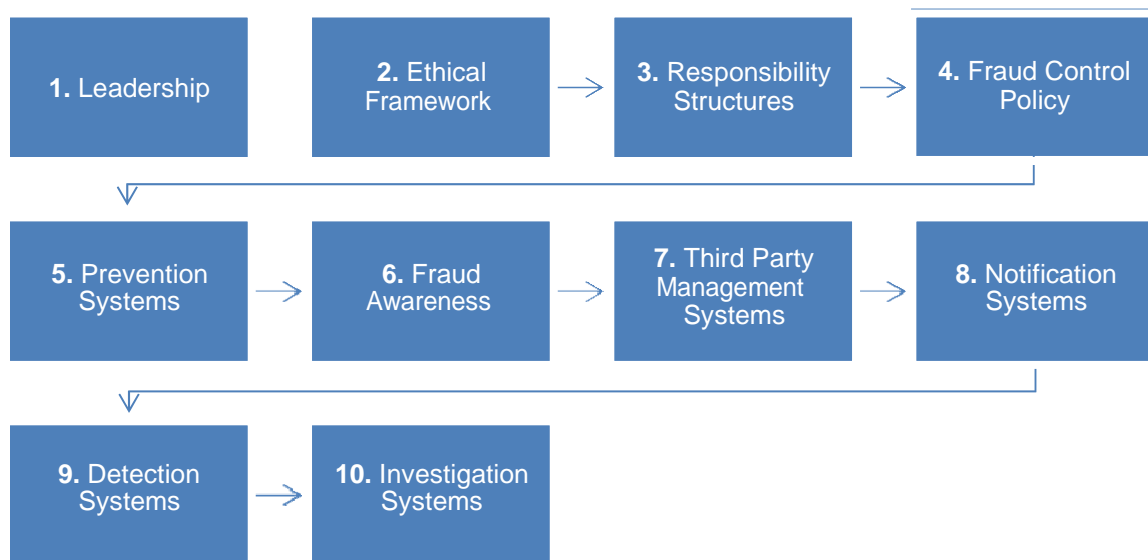 1. Leadership
2. Ethical
Framework
3. Responsibility
Structures
4. Fraud Control
Policy
5. Prevention
Systems
6. Fraud
Awareness
7. Third Party
Management
Systems
8. Notification
Systems
9. Detection
Systems
10. Investigation
Systems